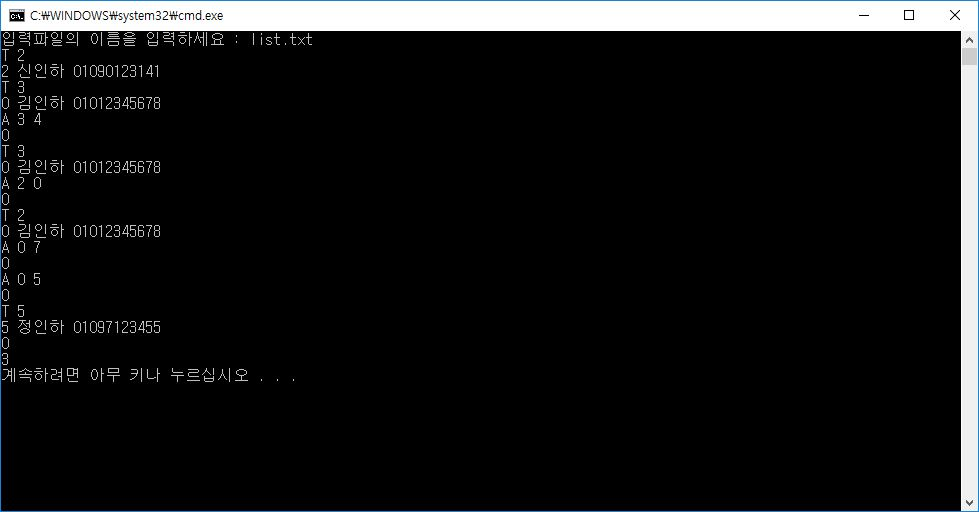 C:₩WINDOWS₩system32₩cmd.exe
입력파일의 이름을 입력하세요 : list.txt
T 2
2 신인하 01090123141
T 3
0 김인하 01012345678
A 3 4
0
T 3
0 김인하 01012345678
A 2 0
0
T 2
0 김인하 01012345678
A 0 7
0
A 0 5
0
T 5
5 정인하 01097123455
0
3
계속하려면 아무 키나 누르십시오 . . .